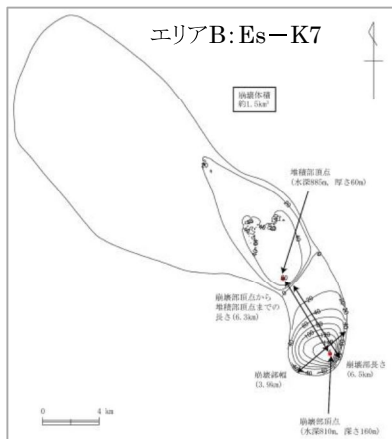 エリアB:Es-K7
崩壊体積
約1.5km³
堆積部頂点
(水深885m, 厚さ60m)
崩壊部頂点から
堆積部頂点までの
長さ(6.3km)
崩壊部幅
(3.9km)
崩壊部長さ
(6.5km)
崩壊部頂点
(水深810m, 深さ160m)
0 4 km